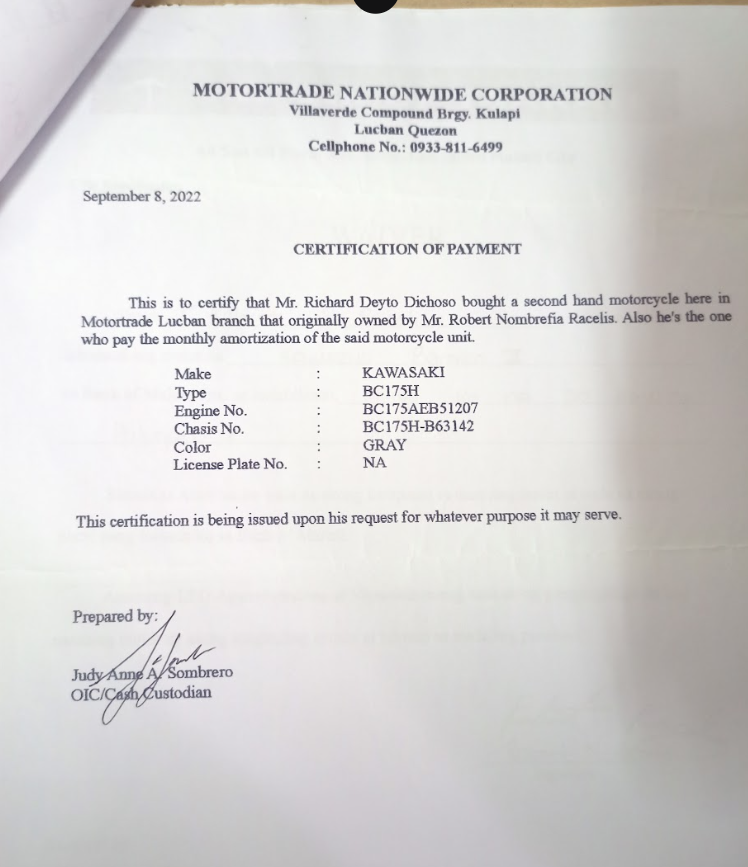 MOTORTRADE NATIONWIDE CORPORATION
Villaverde Compound Brgy. Kulapi
Lucban Quezon
Cellphone No.: 0933-811-6499
September 8, 2022
CERTIFICATION OF PAYMENT
This is to certify that Mr. Richard Deyto Dichoso bought a second hand motorcycle here in
Motortrade Lucban branch that originally owned by Mr. Robert Nombrefia Racelis. Also he's the one
who pay the monthly amortization of the said motorcycle unit.
Make : KAWASAKI
Type : BC175H
Engine No. : BC175AEB51207
Chasis No. : BC175H-B63142
Color : GRAY
License Plate No. : NA
This certification is being issued upon his request for whatever purpose it may serve.
Prepared by:
Judy Anne A. Sombrero
OIC/Cash Custodian